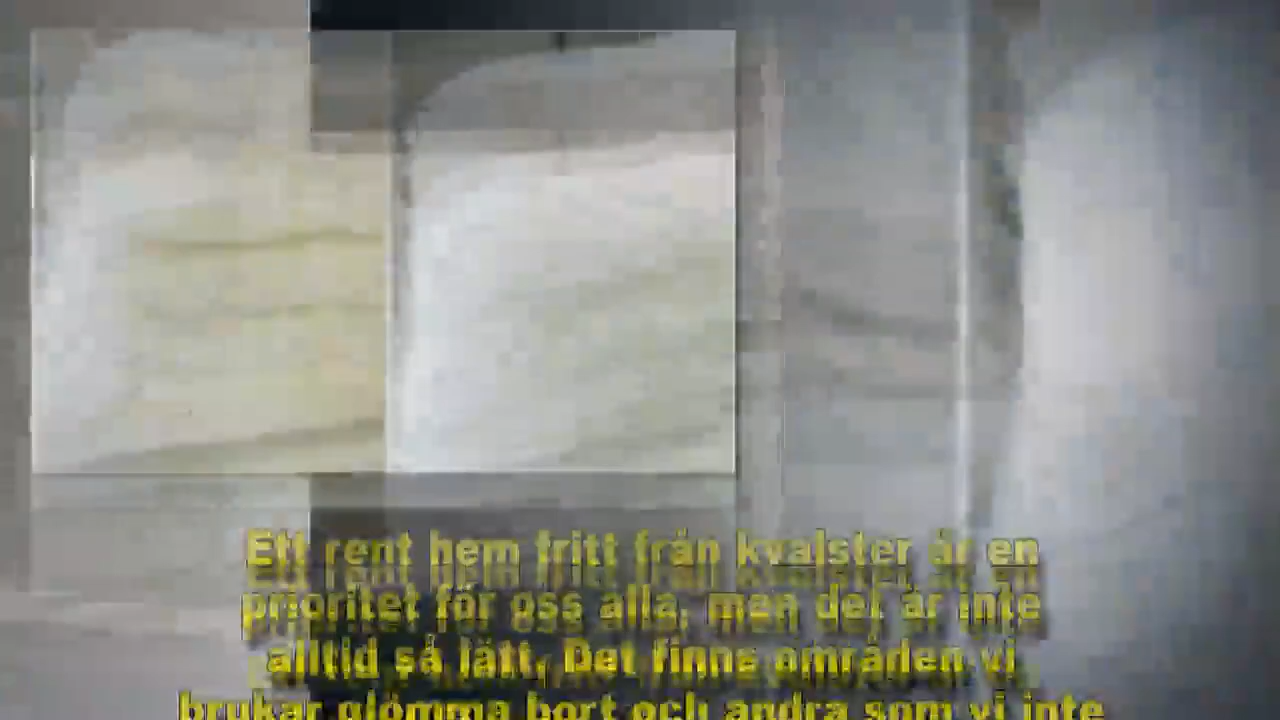 Ett rent hem fritt från kvalster är en
prioritet för oss alla, men det är inte
alltid så lätt. Det finns områden vi
brukar glömma bort och andra som vi inte